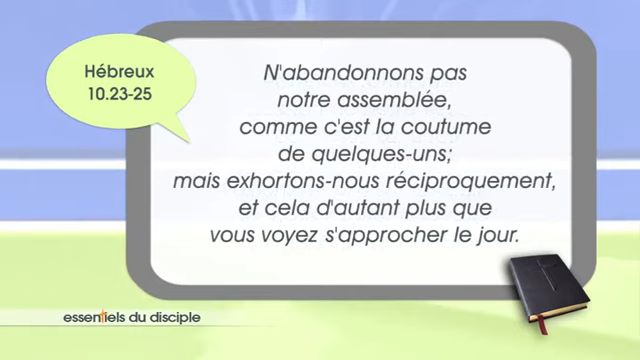 Hébreux
10.23-25
N'abandonnons pas
notre assemblée,
comme c'est la coutume
de quelques-uns;
mais exhortons-nous réciproquement,
et cela d'autant plus que
vous voyez s'approcher le jour.
essentiels du disciple